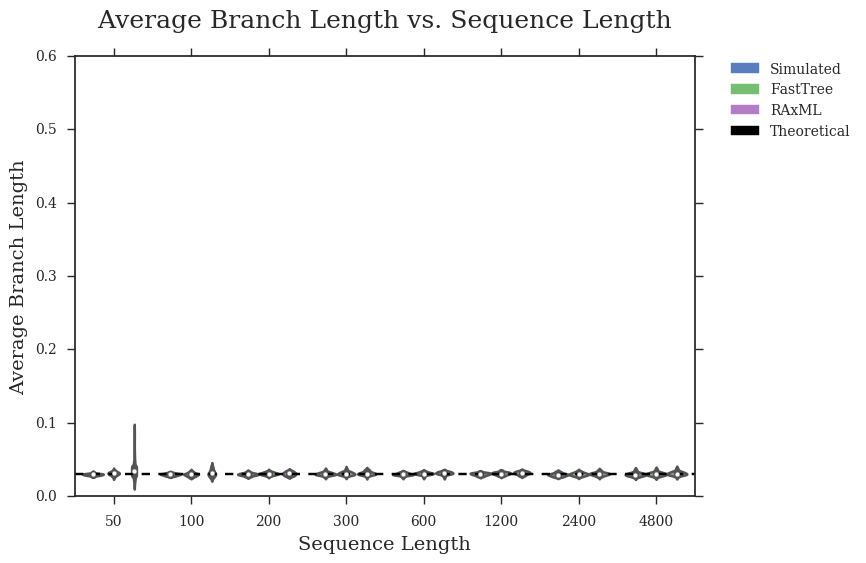 Average Branch Length vs. Sequence Length
0.6
0.5
0.4
0.3
0.2
0.1
0.0
Average Branch Length
50 100 200 300 600 1200 2400 4800
Sequence Length
Simulated
FastTree
RAxML
Theoretical